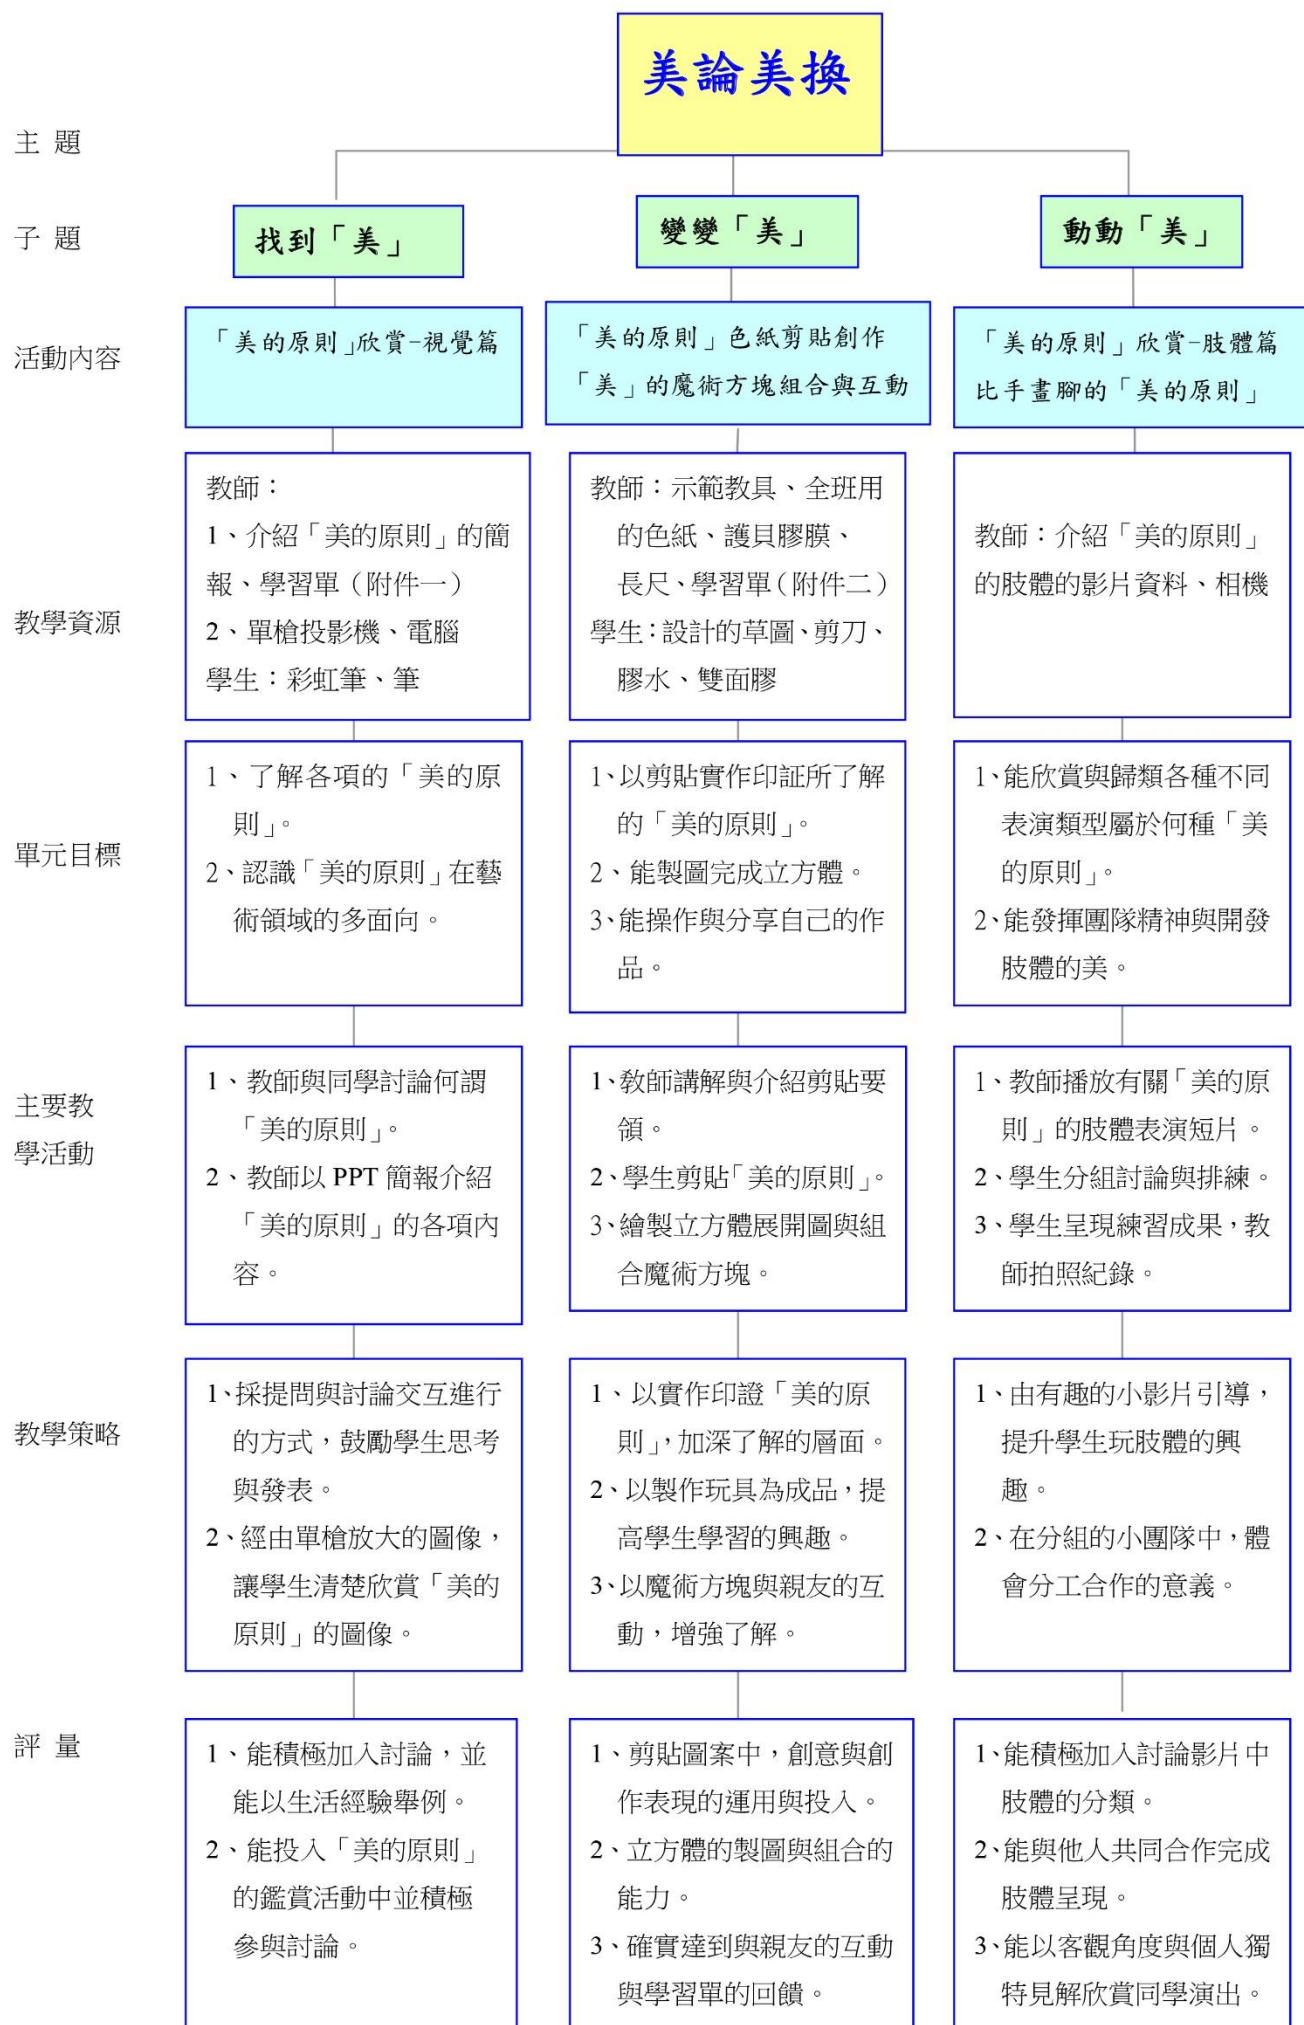 美論美換
主 題
子 題
找到「美」
變變「美」
動動「美」
活動內容
「美的原則」欣賞-視覺篇
「美的原則」色紙剪貼創作
「美」的魔術方塊組合與互動
「美的原則」欣賞-肢體篇
比手畫腳的「美的原則」
教學資源
教師：
1、介紹「美的原則」的簡
報、學習單（附件一）
2、單槍投影機、電腦
學生：彩虹筆、筆
教師：示範教具、全班用
的色紙、護貝膠膜、
長尺、學習單（附件二）
學生：設計的草圖、剪刀、
膠水、雙面膠
教師：介紹「美的原則」
的肢體的影片資料、相機
單元目標
1、了解各項的「美的原
則」。
2、認識「美的原則」在藝
術領域的多面向。
1、以剪貼實作印証所了解
的「美的原則」。
2、能製圖完成立方體。
3、能操作與分享自己的作
品。
1、能欣賞與歸類各種不同
表演類型屬於何種「美
的原則」。
2、能發揮團隊精神與開發
肢體的美。
主要教
學活動
1、教師與同學討論何謂
「美的原則」。
2、教師以 PPT 簡報介紹
「美的原則」的各項內
容。
1、教師講解與介紹剪貼要
領。
2、學生剪貼「美的原則」。
3、繪製立方體展開圖與組
合魔術方塊。
1、教師播放有關「美的原
則」的肢體表演短片。
2、學生分組討論與排練。
3、學生呈現練習成果，教
師拍照紀錄。
教學策略
1、採提問與討論交互進行
的方式，鼓勵學生思考
與發表。
2、經由單槍放大的圖像，
讓學生清楚欣賞「美的
原則」的圖像。
1、以實作印證「美的原
則」，加深了解的層面。
2、以製作玩具為成品，提
高學生學習的興趣。
3、以魔術方塊與親友的互
動，增強了解。
1、由有趣的小影片引導，
提升學生玩肢體的興
趣。
2、在分組的小團隊中，體
會分工合作的意義。
評 量
1、能積極加入討論，並
能以生活經驗舉例。
2、能投入「美的原則」
的鑑賞活動中並積極
參與討論。
1、剪貼圖案中，創意與創
作表現的運用與投入。
2、立方體的製圖與組合的
能力。
3、確實達到與親友的互動
與學習單的回饋。
1、能積極加入討論影片中
肢體的分類。
2、能與他人共同合作完成
肢體呈現。
3、能以客觀角度與個人獨
特見解欣賞同學演出。